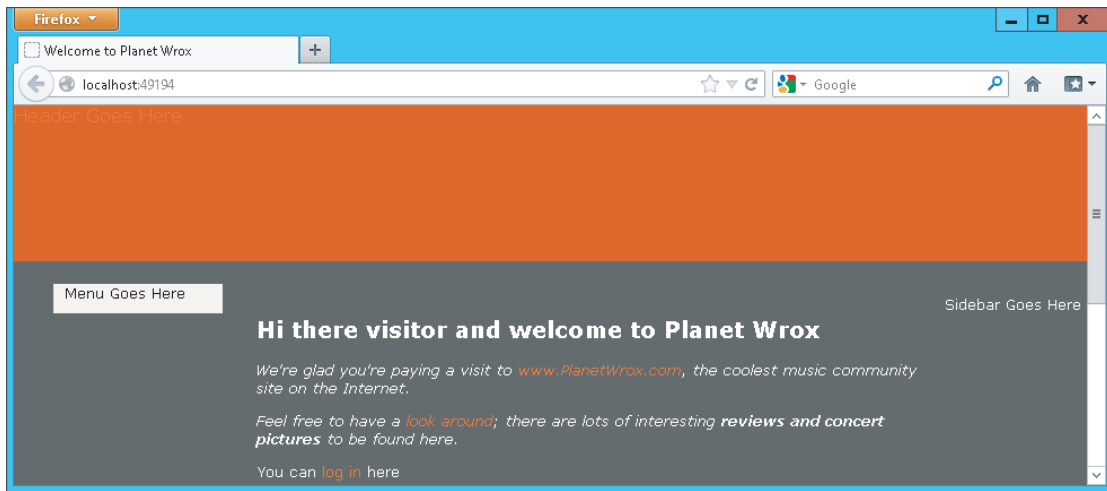 Firefox
Welcome to Planet Wrox
localhost:49194
Google
Header Goes Here
Menu Goes Here
Sidebar Goes Here
Hi there visitor and welcome to Planet Wrox
We're glad you're paying a visit to www.PlanetWrox.com, the coolest music community
site on the Internet.
Feel free to have a look around; there are lots of interesting reviews and concert
pictures to be found here.
You can log in here